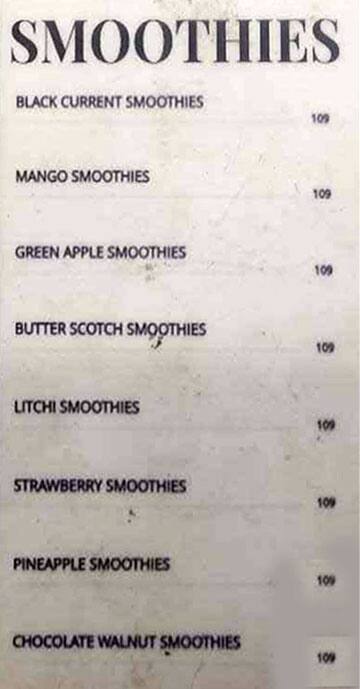 SMOOTHIES
BLACK CURRENT SMOOTHIES
109
MANGO SMOOTHIES
109
GREEN APPLE SMOOTHIES
109
BUTTER SCOTCH SMOOTHIES
109
LITCHI SMOOTHIES
109
STRAWBERRY SMOOTHIES
109
PINEAPPLE SMOOTHIES
109
CHOCOLATE WALNUT SMOOTHIES
109